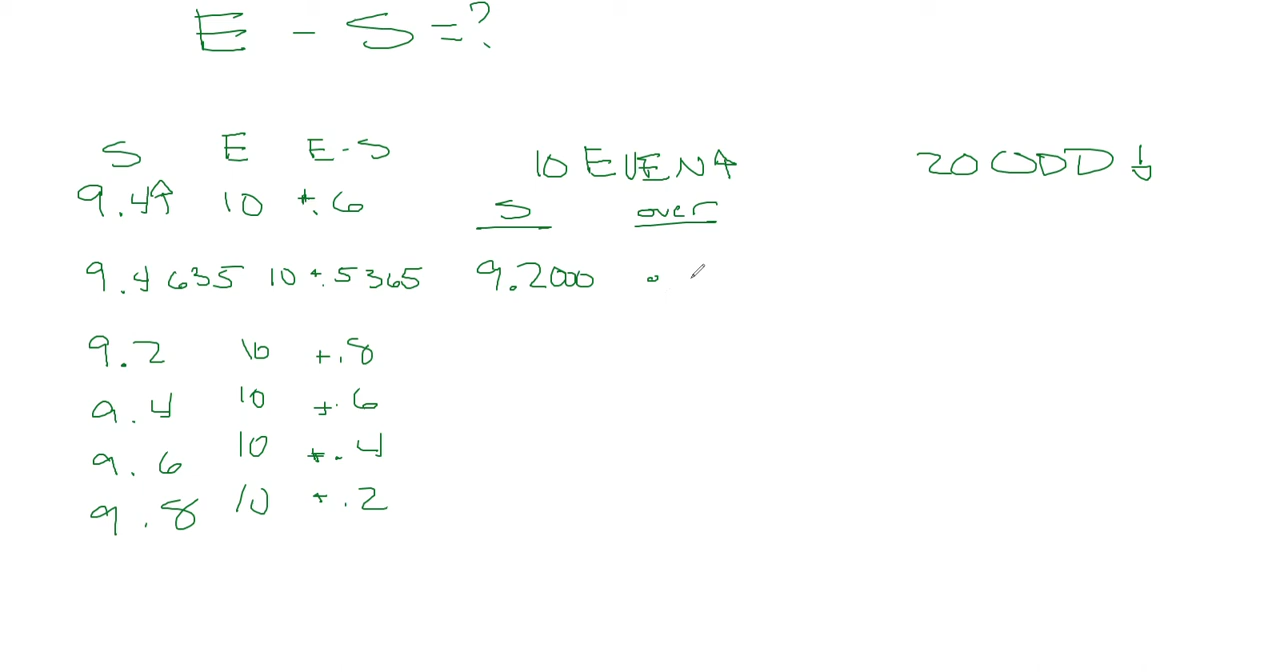 E - S = ?
S E E - S
9.4↑ 10 +.6
9.4635 10 +.5365
9.2 10 +.8
9.4 10 +.6
9.6 10 +.4
9.8 10 +.2
10 EVEN↑
S over
9.2000 .
20 ODD ↓